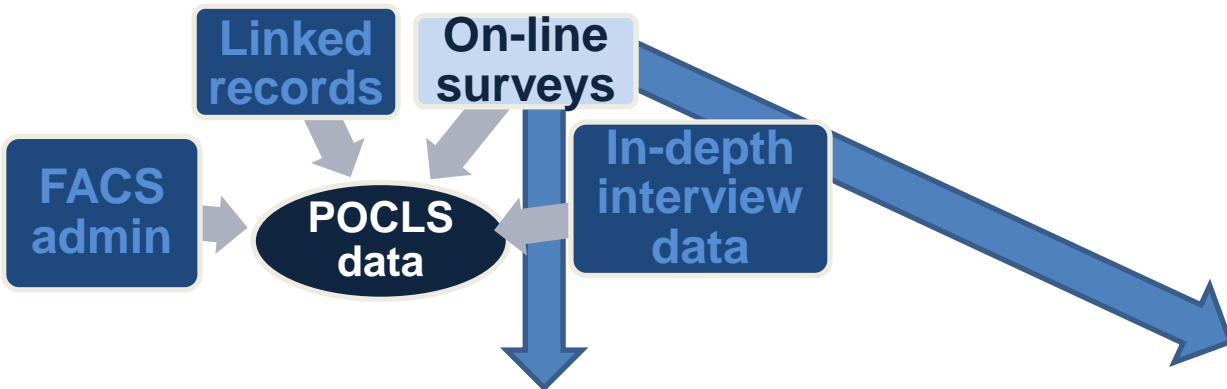 Linked
records
On-line
surveys
FACS
admin
POCLS
data
In-depth
interview
data